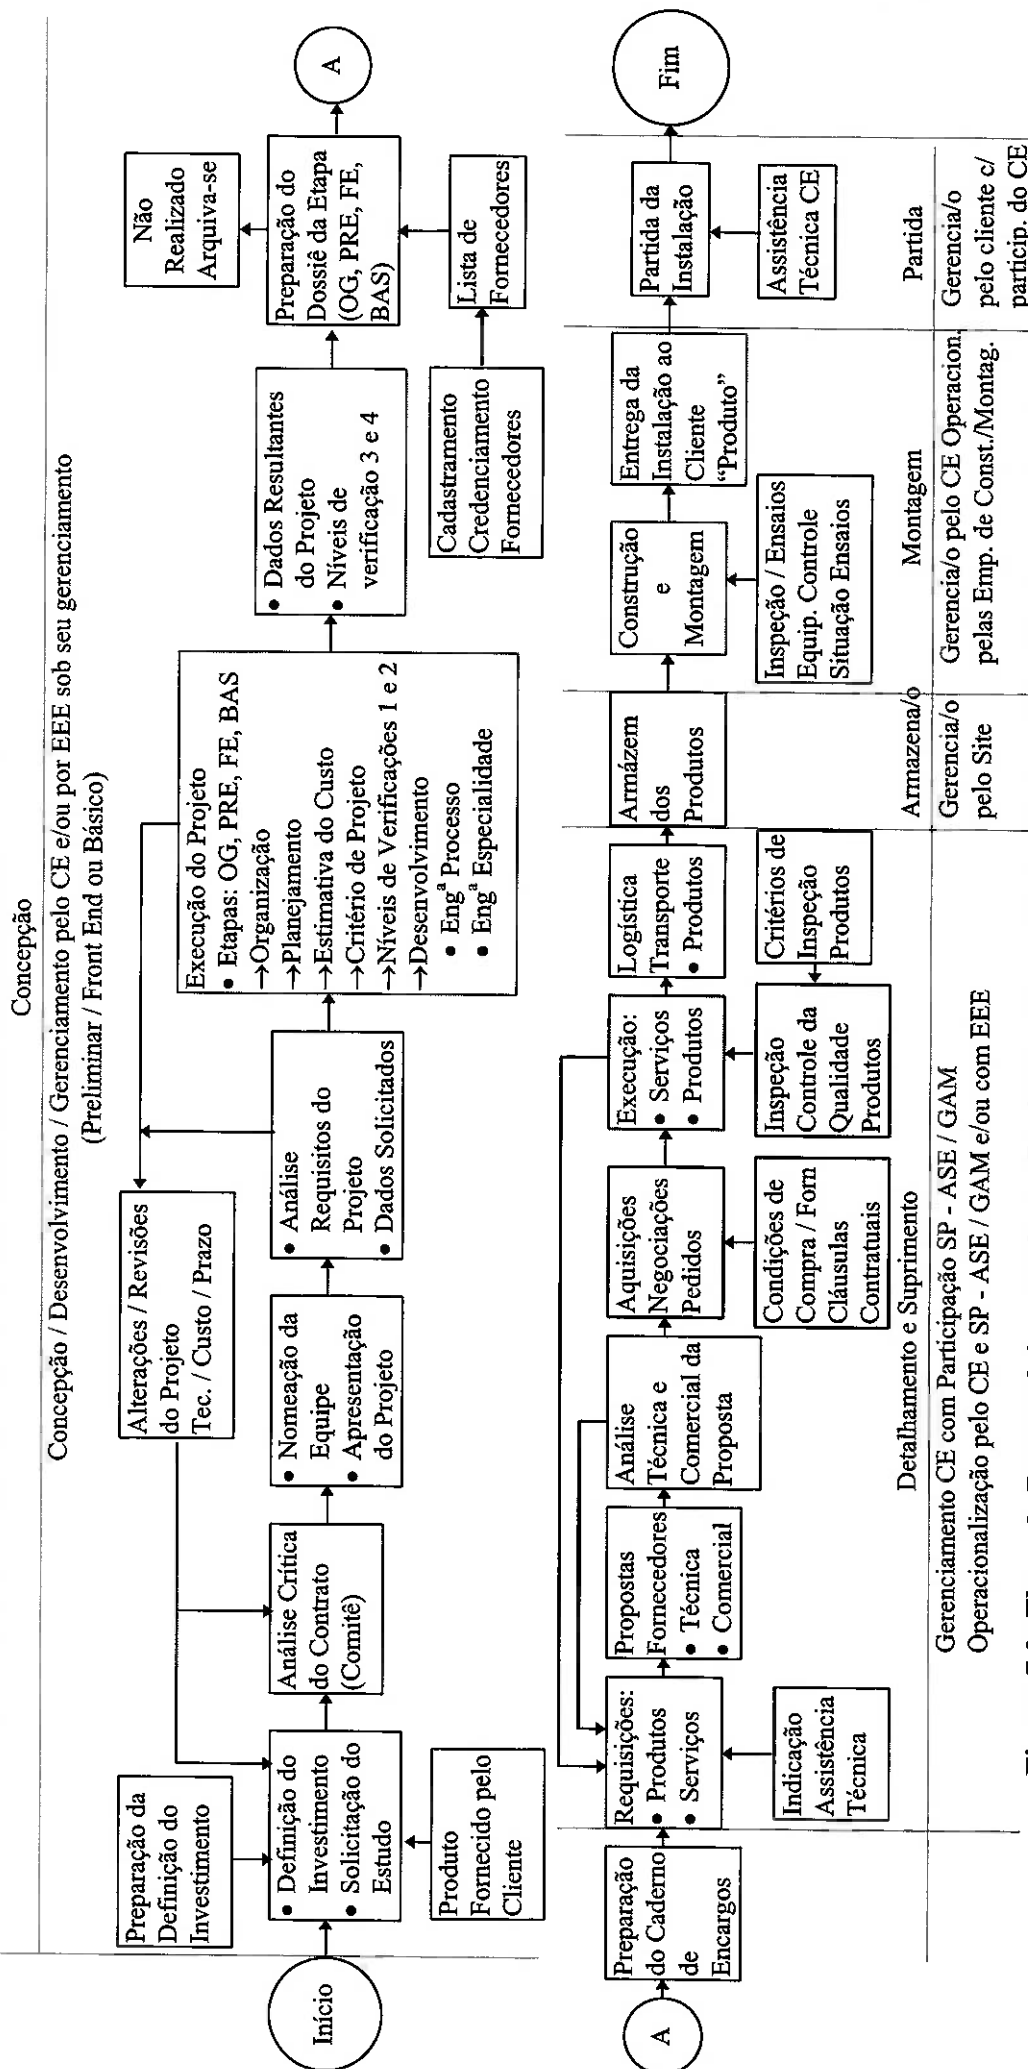 Concepção
Concepção / Desenvolvimento / Gerenciamento pelo CE e/ou por EEE sob seu gerenciamento
(Preliminar / Front End ou Básico)
Início
Preparação da
Definição do
Investimento
• Definição do
Investimento
• Solicitação do
Estudo
Produto
Fornecido pelo
Cliente
Análise Crítica
do Contrato
(Comitê)
Alterações / Revisões
do Projeto
Tec. / Custo / Prazo
• Nomeação da
Equipe
• Apresentação
do Projeto
• Análise
Requisitos do
Projeto
• Dados Solicitados
Execução do Projeto
• Etapas: OG, PRE, FE, BAS
→Organização
→Planejamento
→Estimativa do Custo
→Critério de Projeto
→Níveis de Verificações 1 e 2
→Desenvolvimento
• Engª Processo
• Engª Especialidade
• Dados Resultantes
do Projeto
• Níveis de
verificação 3 e 4
Cadastramento
Credenciamento
Fornecedores
Não
Realizado
Arquiva-se
Preparação do
Dossiê da Etapa
(OG, PRE, FE,
BAS)
Lista de
Fornecedores
A
A
Preparação
do Caderno
de
Encargos
Requisições:
• Produtos
• Serviços
Indicação
Assistência
Técnica
Propostas
Fornecedores
• Técnica
• Comercial
Análise
Técnica e
Comercial da
Proposta
Aquisições
Negociações
Pedidos
Condições de
Compra / Forn
Cláusulas
Contratuais
Execução:
• Serviços
• Produtos
Inspeção
Controle da
Qualidade
Produtos
Logística
Transporte
• Produtos
Critérios de
Inspeção
Produtos
Armázem
dos
Produtos
Construção
e
Montagem
Inspeção / Ensaios
Equip. Controle
Situação Ensaios
Entrega da
Instalação ao
Cliente
“Produto”
Partida da
Instalação
Assistência
Técnica CE
Fim
Detalhamento e Suprimento
Gerenciamento CE com Participação SP - ASE / GAM
Operacionalização pelo CE e SP - ASE / GAM e/ou com EEE
Armazena/o
Gerencia/o
pelo Site
Montagem
Gerencia/o pelo CE Operacion.
pelas Emp. de Const./Montag.
Partida
Gerencia/o
pelo cliente c/
particip. do CE